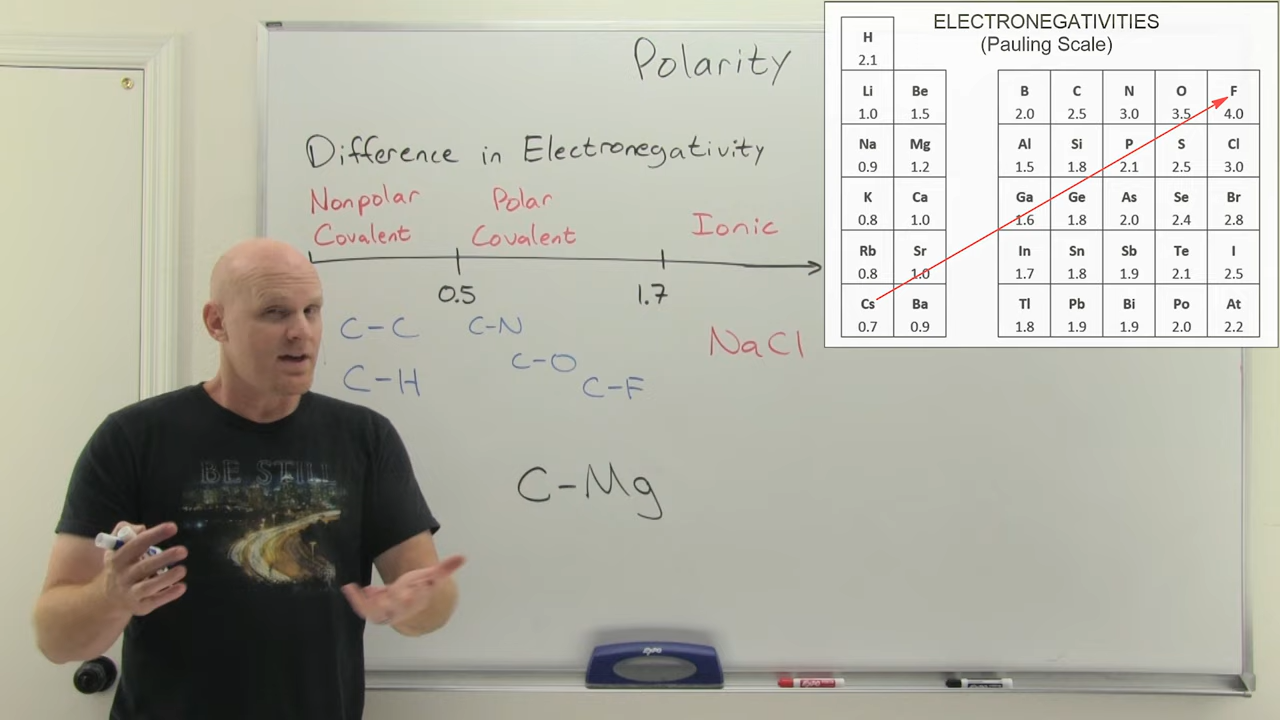 Polarity
Difference in Electronegativity
Nonpolar Covalent
Polar Covalent
Ionic
0.5
1.7
C-C
C-N
C-H
C-O
C-F
NaCl
C-Mg
BE STILL
expo
ELECTRONEGATIVITIES
(Pauling Scale)
H
2.1
Li Be B C N O F
1.0 1.5 2.0 2.5 3.0 3.5 4.0
Na Mg Al Si P S Cl
0.9 1.2 1.5 1.8 2.1 2.5 3.0
K Ca Ga Ge As Se Br
0.8 1.0 1.6 1.8 2.0 2.4 2.8
Rb Sr In Sn Sb Te I
0.8 1.0 1.7 1.8 1.9 2.1 2.5
Cs Ba Tl Pb Bi Po At
0.7 0.9 1.8 1.9 1.9 2.0 2.2